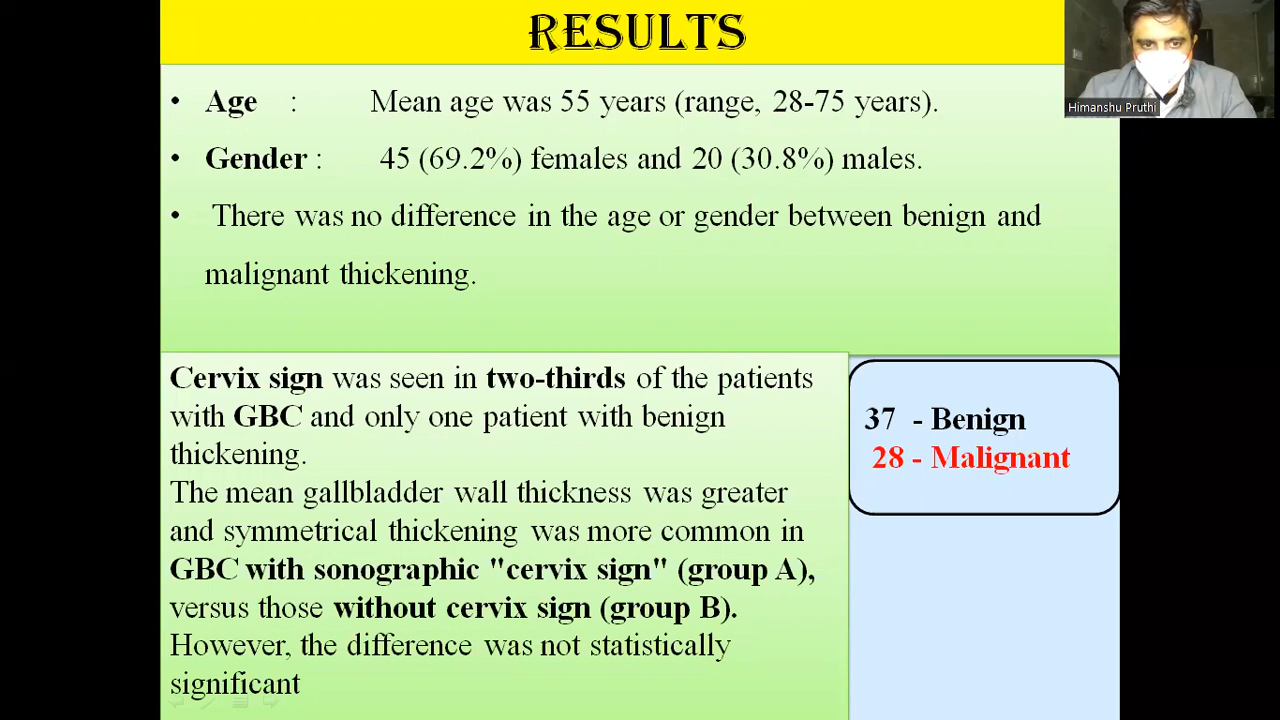 RESULTS
• Age : Mean age was 55 years (range, 28-75 years).
• Gender : 45 (69.2%) females and 20 (30.8%) males.
• There was no difference in the age or gender between benign and
malignant thickening.
Cervix sign was seen in two-thirds of the patients
with GBC and only one patient with benign
thickening.
The mean gallbladder wall thickness was greater
and symmetrical thickening was more common in
GBC with sonographic "cervix sign" (group A),
versus those without cervix sign (group B).
However, the difference was not statistically
significant
37 - Benign
28 - Malignant
Himanshu Pruthi